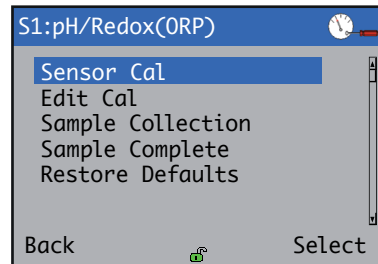 S1:pH/Redox(ORP)
Sensor Cal
Edit Cal
Sample Collection
Sample Complete
Restore Defaults
Back Select